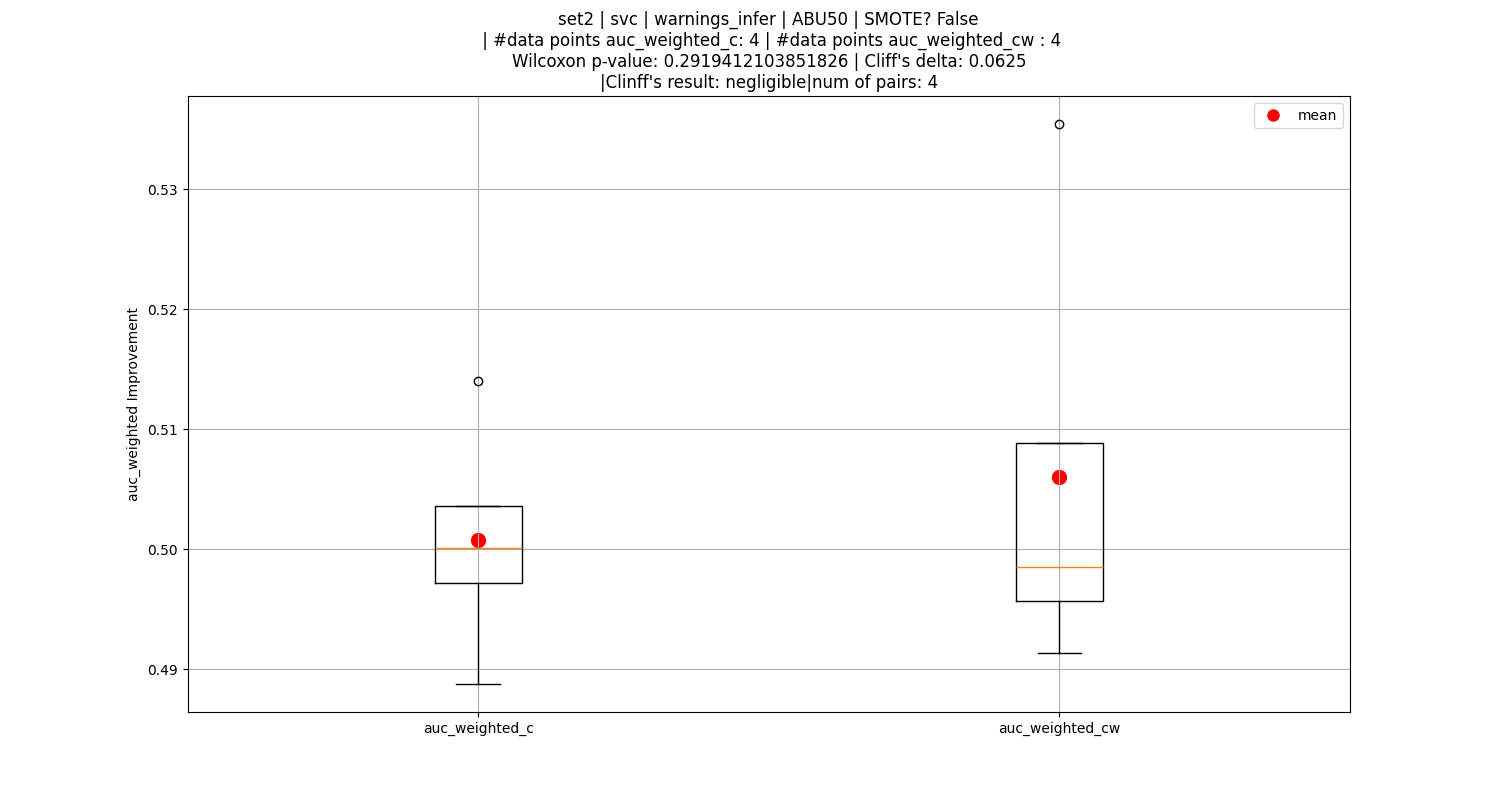 set2 | svc | warnings_infer | ABU50 | SMOTE? False
| #data points auc_weighted_c: 4 | #data points auc_weighted_cw : 4
Wilcoxon p-value: 0.2919412103851826 | Cliff's delta: 0.0625
|Clinff's result: negligible|num of pairs: 4
mean
auc_weighted Improvement
0.53
0.52
0.51
0.50
0.49
auc_weighted_c
auc_weighted_cw